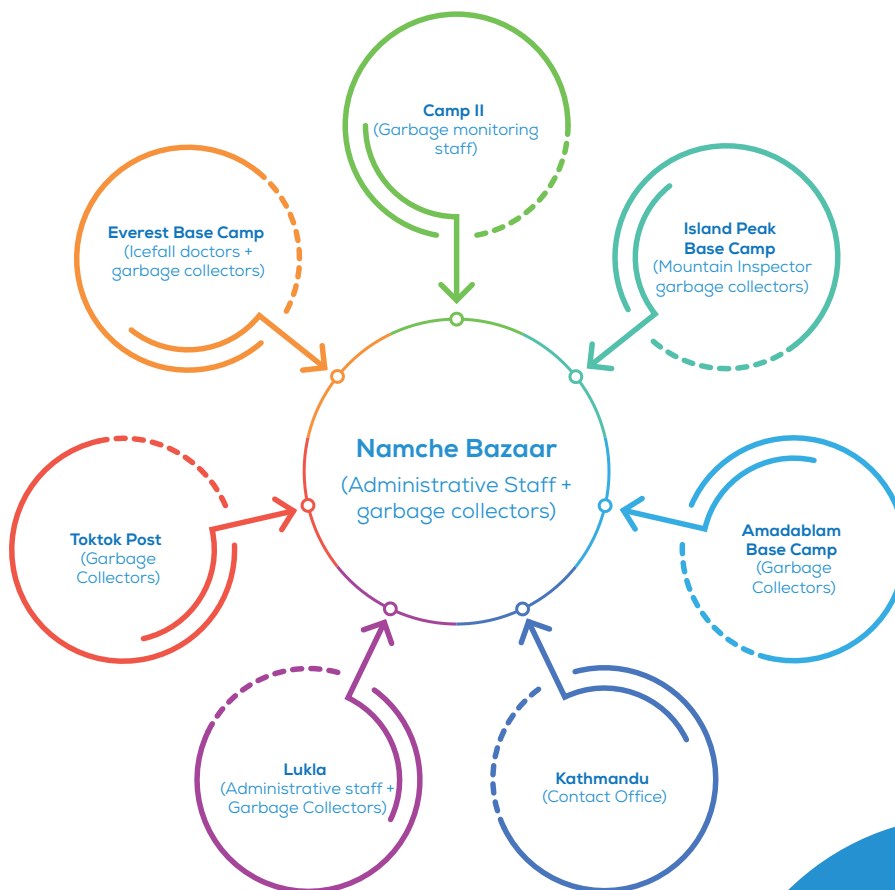 Camp II
(Garbage monitoring
staff)
Everest Base Camp
(Icefall doctors +
garbage collectors)
Island Peak
Base Camp
(Mountain Inspector
garbage collectors)
Namche Bazaar
(Administrative Staff +
garbage collectors)
Toktok Post
(Garbage
Collectors)
Amadablam
Base Camp
(Garbage
Collectors)
Lukla
(Administrative staff +
Garbage Collectors)
Kathmandu
(Contact Office)